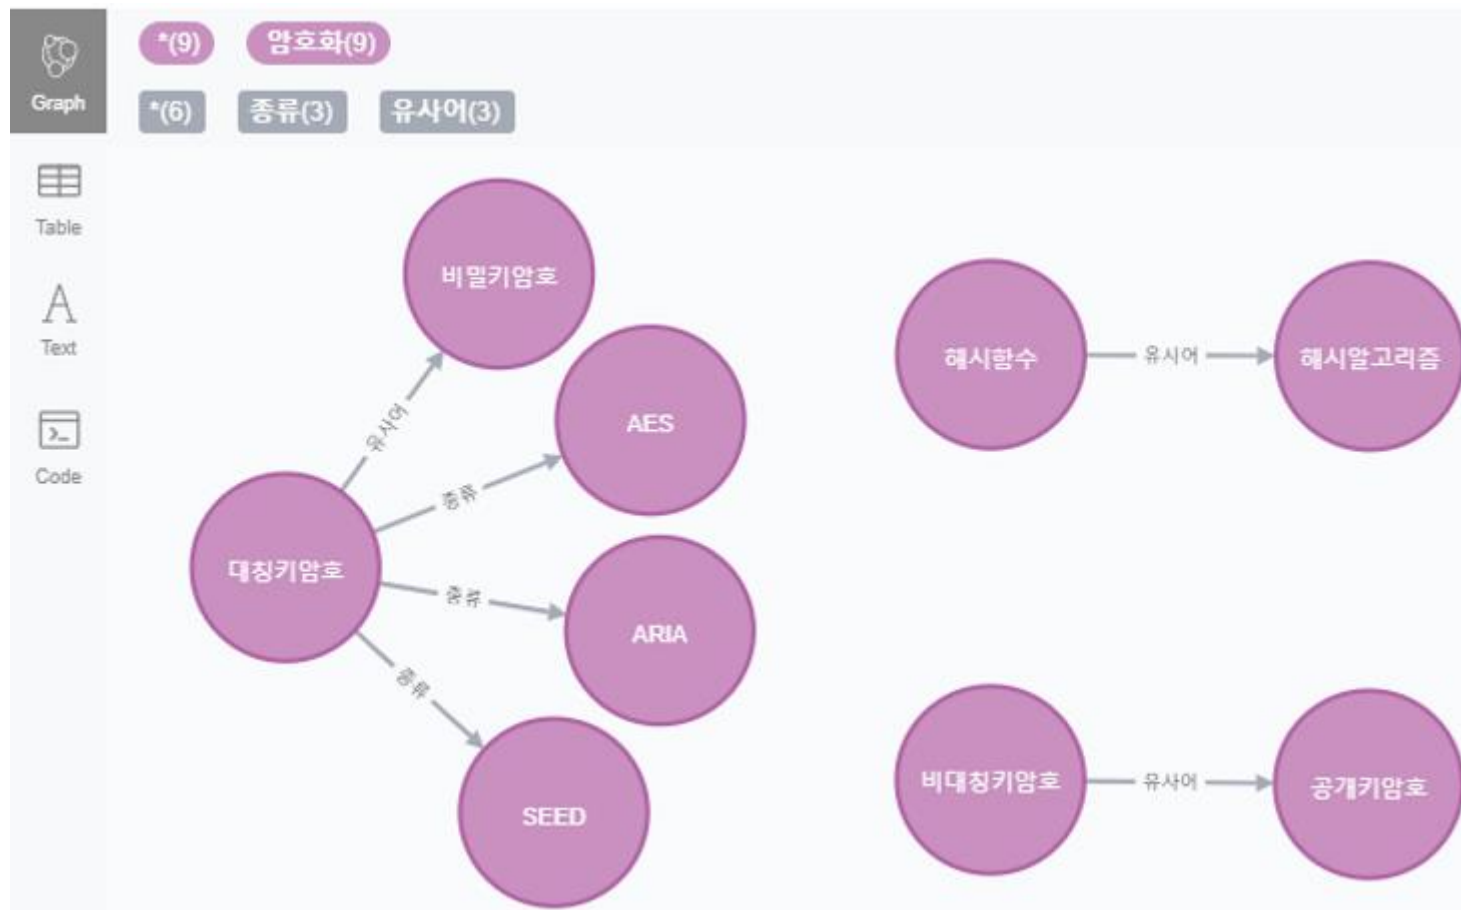 *(9) 암호화(9)
Graph
*(6) 종류(3) 유사어(3)
Table
Text
Code
비밀키암호
유사어
AES
종류
대칭키암호
종류
ARIA
종류
SEED
해시함수 유사어 해시알고리즘
비대칭키암호 유사어 공개키암호